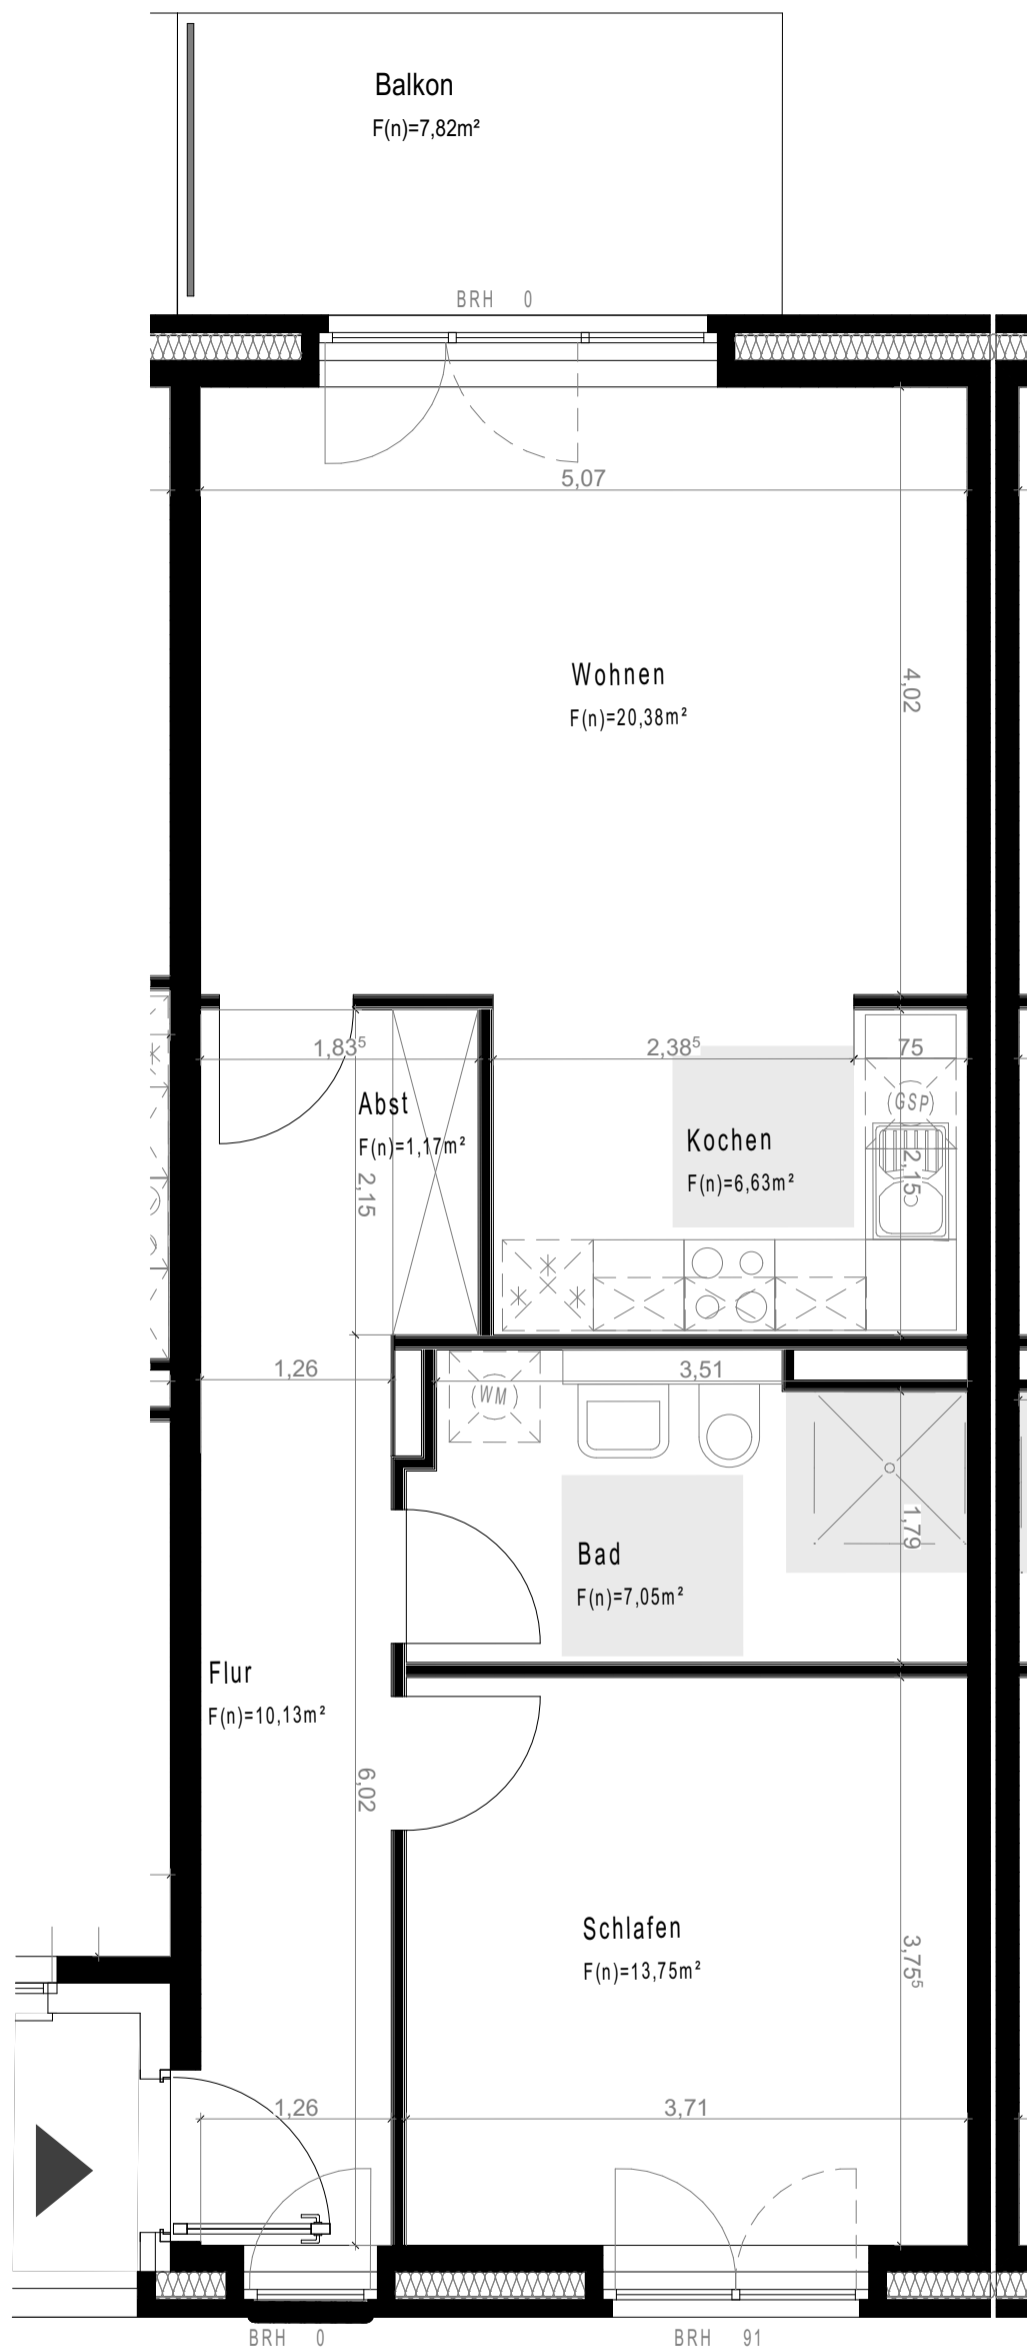 Balkon
F(n)=7,82m²
BRH 0
5,07
Wohnen
F(n)=20,38m²
4,02
1,83⁵
2,38⁵
75
Abst
F(n)=1,17m²
(GSP)
Kochen
F(n)=6,63m²
2,15
2,15
1,26
3,51
(WM)
1,79
Bad
F(n)=7,05m²
Flur
F(n)=10,13m²
6,02
Schlafen
F(n)=13,75m²
3,75⁵
1,26
3,71
BRH 0
BRH 91